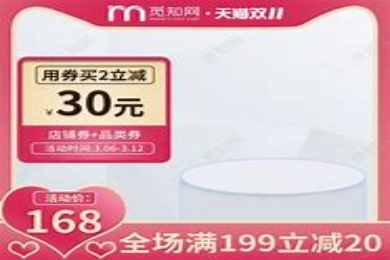 觅知网·天猫双11
用券买2立减
¥30元
店铺券+品类券
活动时间:3.06-3.12
活动价:
168
全场满199立减20